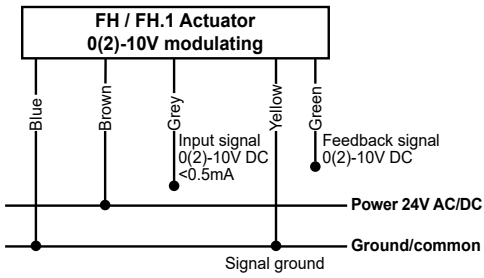 FH / FH.1 Actuator
0(2)-10V modulating
Blue
Brown
Grey
Yellow
Green
Input signal
0(2)-10V DC
<0.5mA
Feedback signal
0(2)-10V DC
Power 24V AC/DC
Ground/common
Signal ground